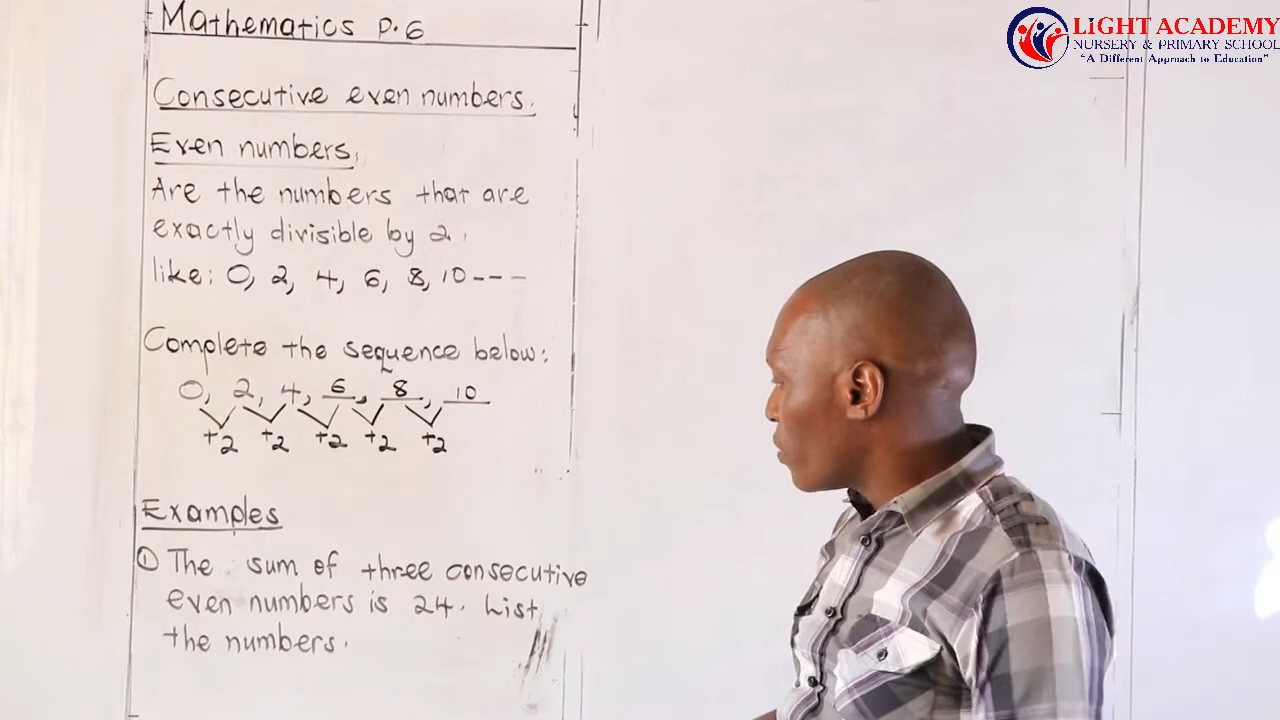 Mathematics P.6
Consecutive even numbers.
Even numbers.
Are the numbers that are
exactly divisible by 2.
like: 0, 2, 4, 6, 8, 10---
Complete the sequence below:
0, 2, 4, 6, 8, 10
+2 +2 +2 +2 +2
Examples
① The sum of three consecutive
even numbers is 24. List
the numbers.
LIGHT ACADEMY
NURSERY & PRIMARY SCHOOL
"A Different Approach to Education"